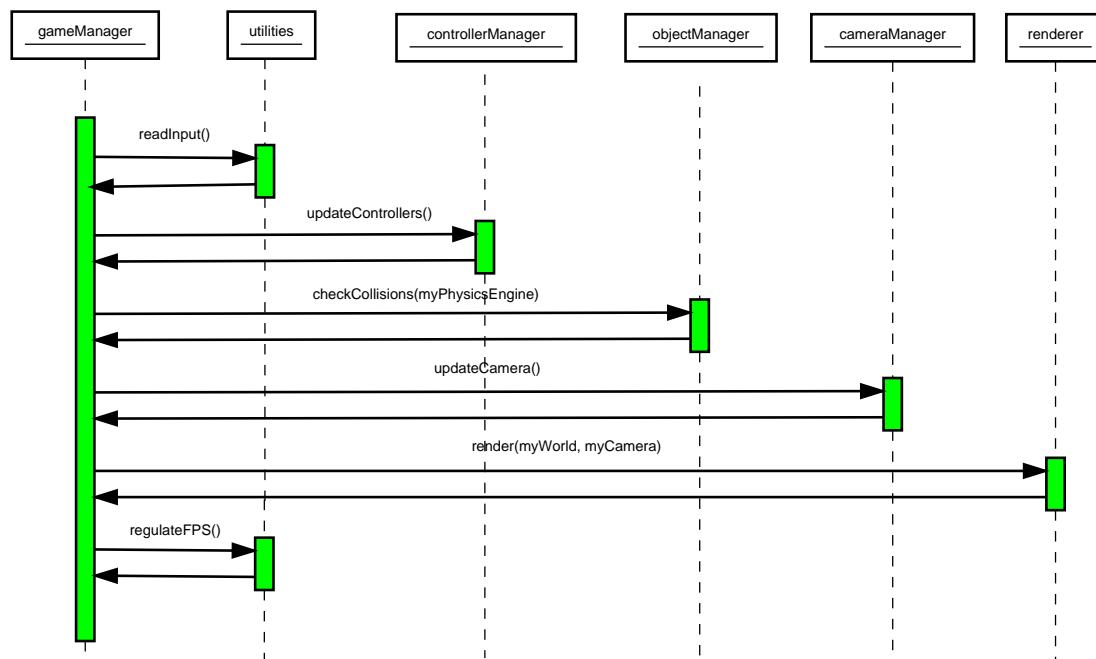 gameManager
utilities
controllerManager
objectManager
cameraManager
renderer
readInput()
updateControllers()
checkCollisions(myPhysicsEngine)
updateCamera()
render(myWorld, myCamera)
regulateFPS()